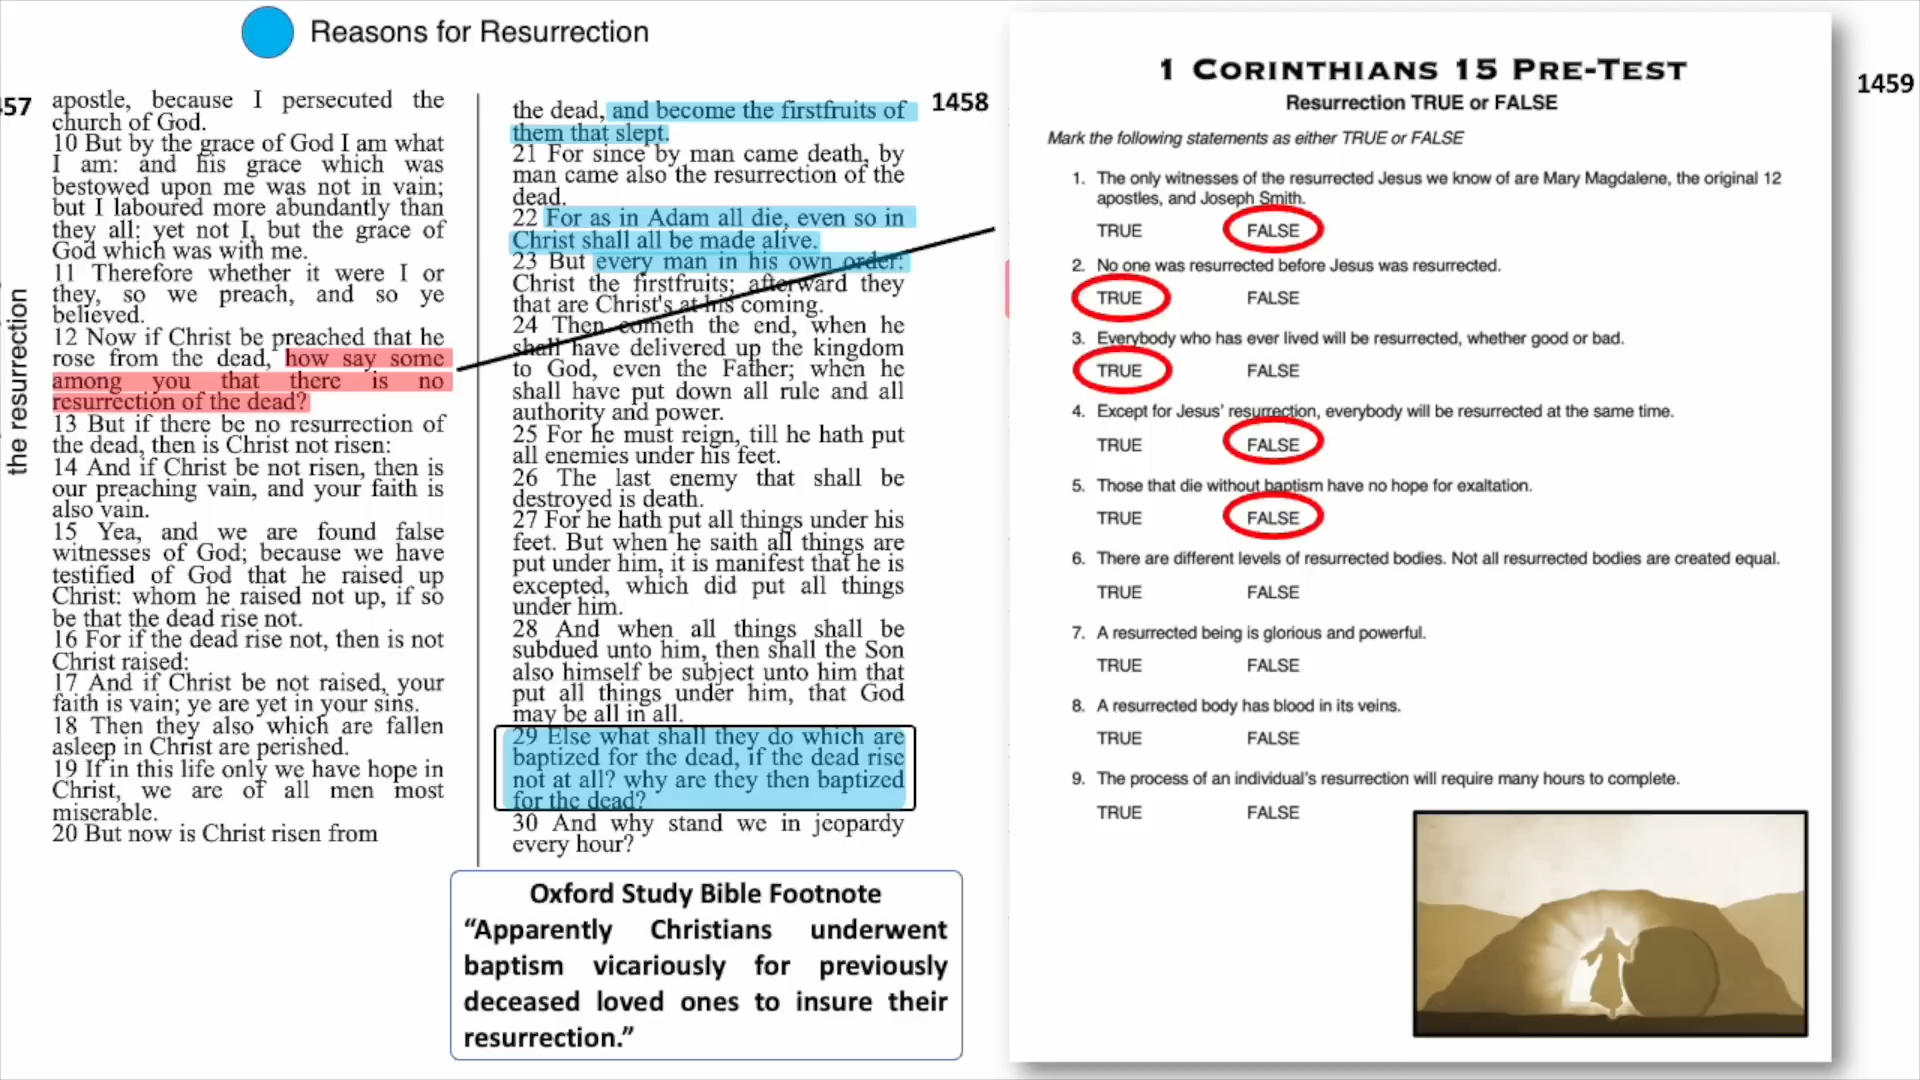 Reasons for Resurrection
457
the resurrection
apostle, because I persecuted the
church of God.
10 But by the grace of God I am what
I am: and his grace which was
bestowed upon me was not in vain;
but I laboured more abundantly than
they all: yet not I, but the grace of
God which was with me.
11 Therefore whether it were I or
they, so we preach, and so ye
believed.
12 Now if Christ be preached that he
rose from the dead, how say some
among you that there is no
resurrection of the dead?
13 But if there be no resurrection of
the dead, then is Christ not risen:
14 And if Christ be not risen, then is
our preaching vain, and your faith is
also vain.
15 Yea, and we are found false
witnesses of God; because we have
testified of God that he raised up
Christ: whom he raised not up, if so
be that the dead rise not.
16 For if the dead rise not, then is not
Christ raised:
17 And if Christ be not raised, your
faith is vain; ye are yet in your sins.
18 Then they also which are fallen
asleep in Christ are perished.
19 If in this life only we have hope in
Christ, we are of all men most
miserable.
20 But now is Christ risen from
1458
the dead, and become the firstfruits of
them that slept.
21 For since by man came death, by
man came also the resurrection of the
dead.
22 For as in Adam all die, even so in
Christ shall all be made alive.
23 But every man in his own order:
Christ the firstfruits; afterward they
that are Christ's at his coming.
24 Then cometh the end, when he
shall have delivered up the kingdom
to God, even the Father; when he
shall have put down all rule and all
authority and power.
25 For he must reign, till he hath put
all enemies under his feet.
26 The last enemy that shall be
destroyed is death.
27 For he hath put all things under his
feet. But when he saith all things are
put under him, it is manifest that he is
excepted, which did put all things
under him.
28 And when all things shall be
subdued unto him, then shall the Son
also himself be subject unto him that
put all things under him, that God
may be all in all.
29 Else what shall they do which are
baptized for the dead, if the dead rise
not at all? why are they then baptized
for the dead?
30 And why stand we in jeopardy
every hour?
Oxford Study Bible Footnote
“Apparently Christians underwent
baptism vicariously for previously
deceased loved ones to insure their
resurrection.”
1459
1 CORINTHIANS 15 PRE-TEST
Resurrection TRUE or FALSE
Mark the following statements as either TRUE or FALSE
1. The only witnesses of the resurrected Jesus we know of are Mary Magdalene, the original 12
apostles, and Joseph Smith.
TRUE FALSE
2. No one was resurrected before Jesus was resurrected.
TRUE FALSE
3. Everybody who has ever lived will be resurrected, whether good or bad.
TRUE FALSE
4. Except for Jesus’ resurrection, everybody will be resurrected at the same time.
TRUE FALSE
5. Those that die without baptism have no hope for exaltation.
TRUE FALSE
6. There are different levels of resurrected bodies. Not all resurrected bodies are created equal.
TRUE FALSE
7. A resurrected being is glorious and powerful.
TRUE FALSE
8. A resurrected body has blood in its veins.
TRUE FALSE
9. The process of an individual’s resurrection will require many hours to complete.
TRUE FALSE